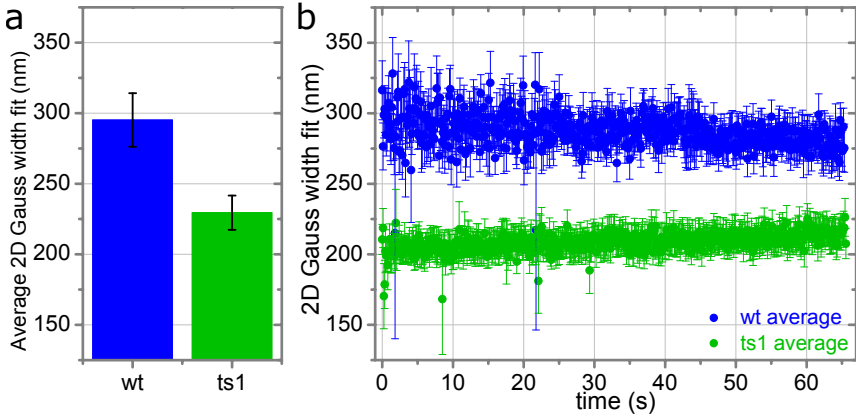 a
Average 2D Gauss width fit (nm)
350
300
250
200
150
wt
ts1
b
2D Gauss width fit (nm)
350
300
250
200
150
wt average
ts1 average
0 10 20 30 40 50 60
time (s)